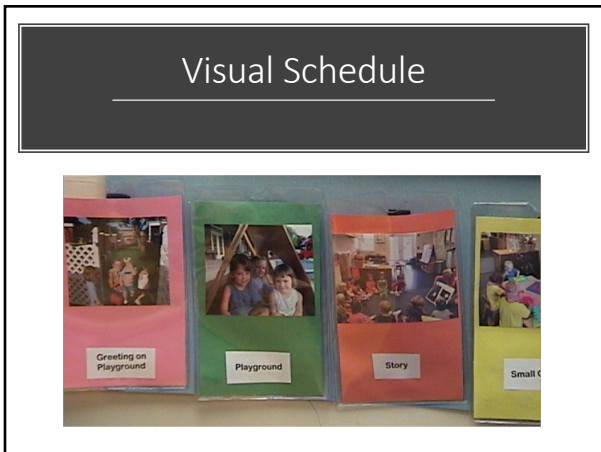 Visual Schedule
Greeting on
Playground
Playground
Story
Small